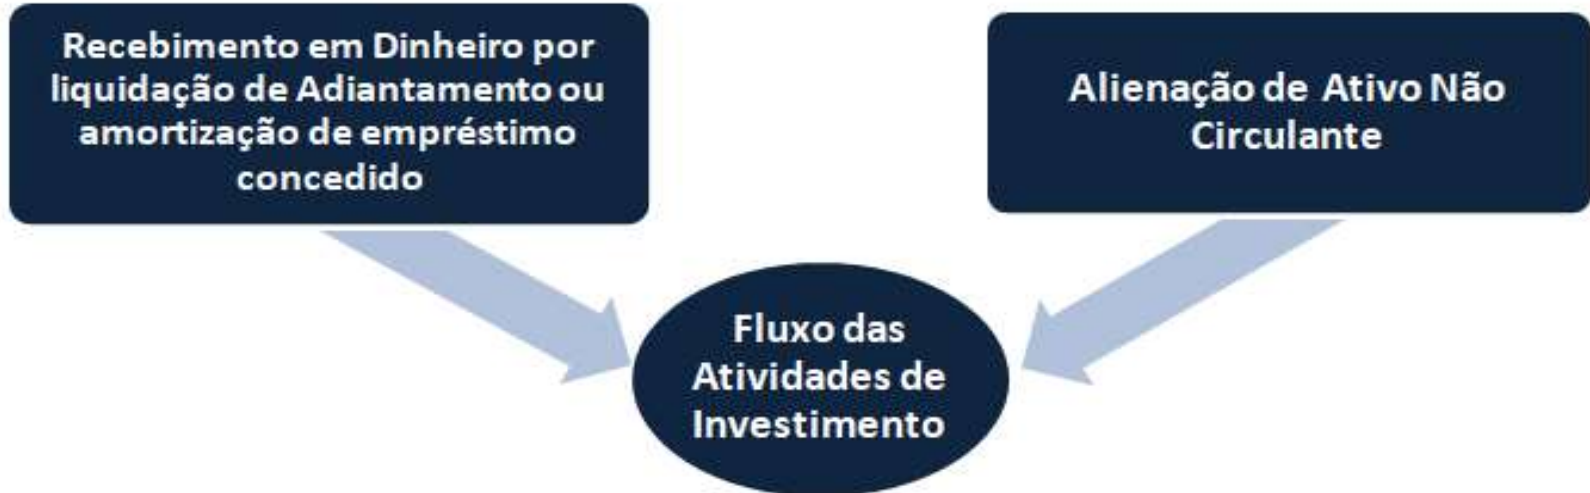 Recebimento em Dinheiro por
liquidação de Adiantamento ou
amortização de empréstimo
concedido
Alienação de Ativo Não
Circulante
Fluxo das
Atividades de
Investimento